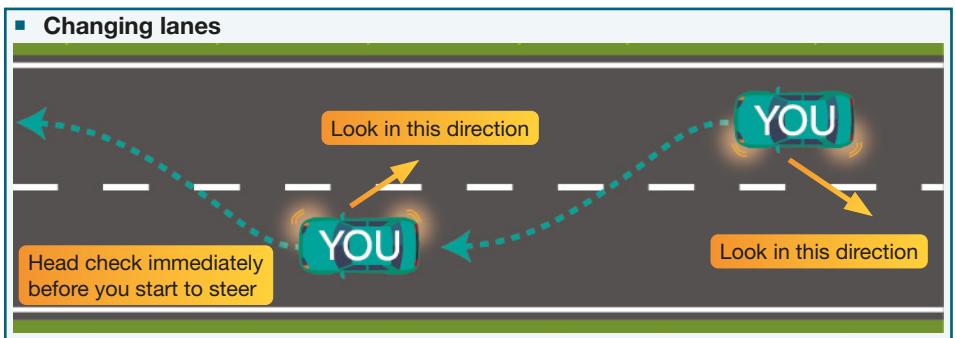 Changing lanes
YOU
Look in this direction
YOU
Look in this direction
Head check immediately
before you start to steer